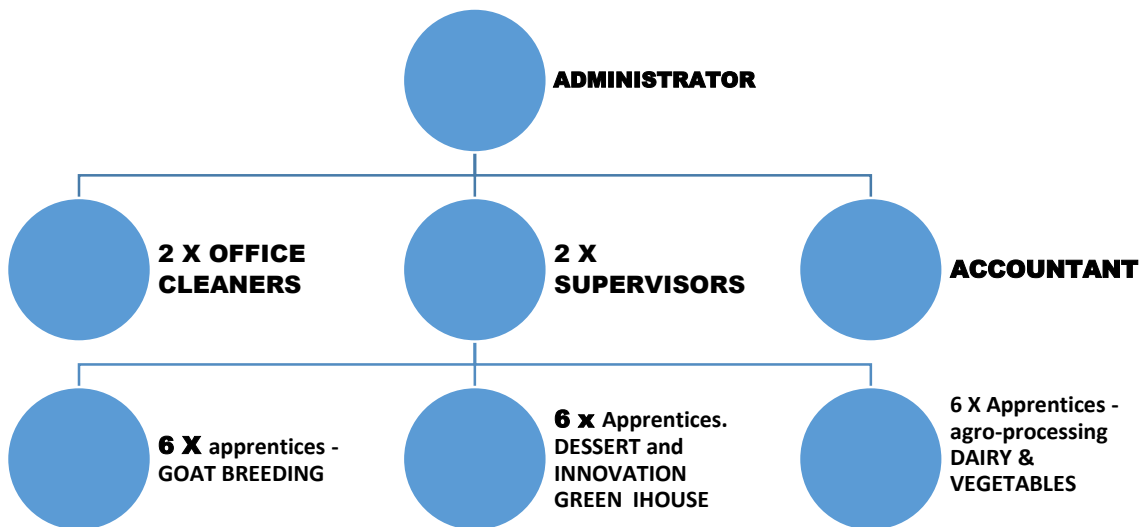 ADMINISTRATOR
2 X OFFICE
CLEANERS
2 X
SUPERVISORS
ACCOUNTANT
6 X apprentices -
GOAT BREEDING
6 x Apprentices.
DESSERT and
INNOVATION
GREEN IHOUSE
6 X Apprentices -
agro-processing
DAIRY &
VEGETABLES